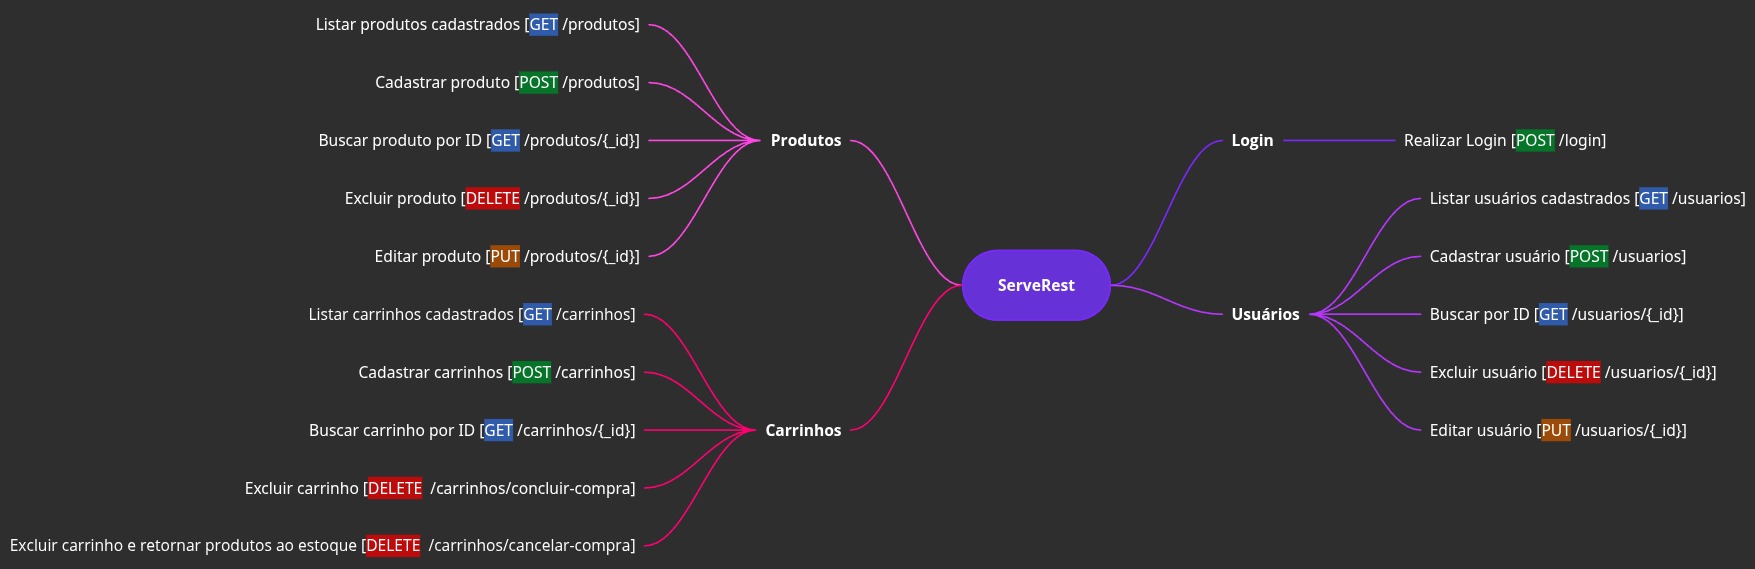 Listar produtos cadastrados [GET /produtos]
Cadastrar produto [POST /produtos]
Buscar produto por ID [GET /produtos/{_id}]
Excluir produto [DELETE /produtos/{_id}]
Editar produto [PUT /produtos/{_id}]
Produtos
Listar carrinhos cadastrados [GET /carrinhos]
Cadastrar carrinhos [POST /carrinhos]
Buscar carrinho por ID [GET /carrinhos/{_id}]
Excluir carrinho [DELETE /carrinhos/concluir-compra]
Excluir carrinho e retornar produtos ao estoque [DELETE /carrinhos/cancelar-compra]
Carrinhos
ServeRest
Login
Realizar Login [POST /login]
Usuários
Listar usuários cadastrados [GET /usuarios]
Cadastrar usuário [POST /usuarios]
Buscar por ID [GET /usuarios/{_id}]
Excluir usuário [DELETE /usuarios/{_id}]
Editar usuário [PUT /usuarios/{_id}]